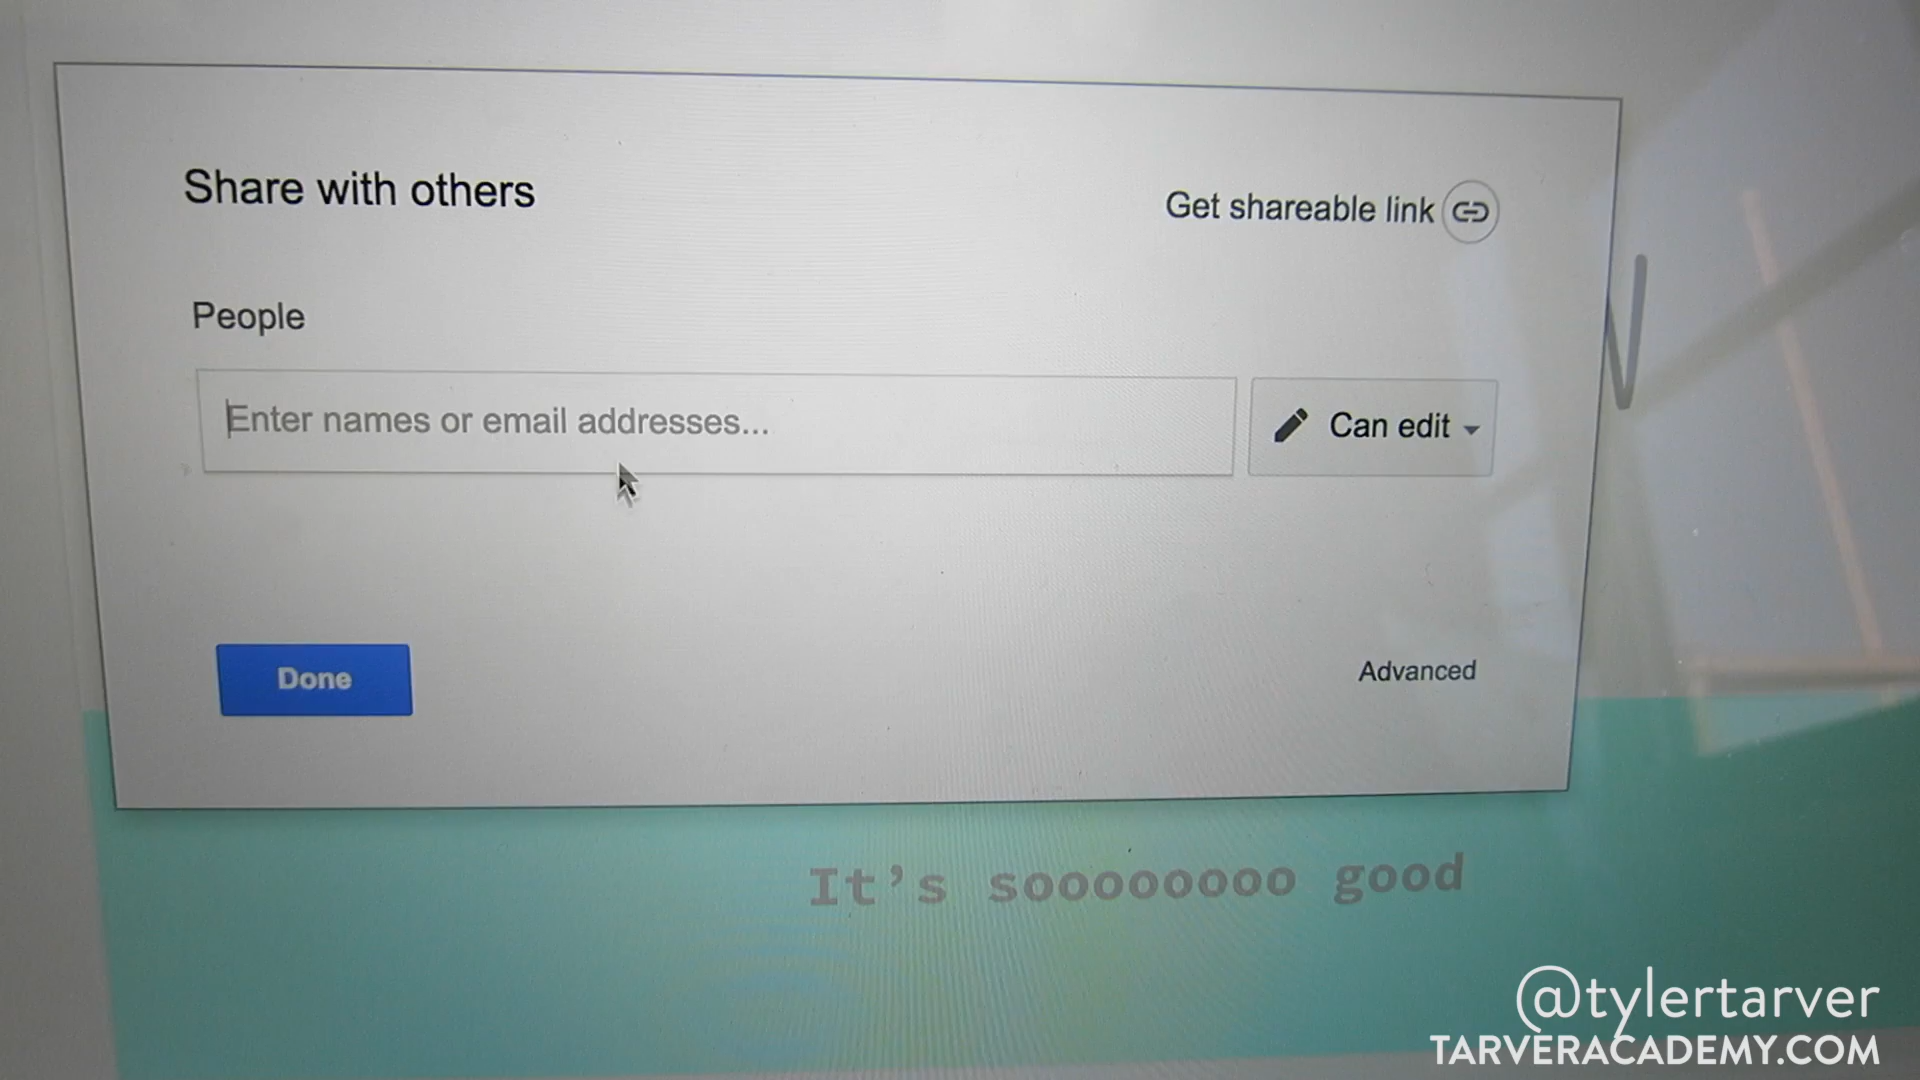 Share with others
Get shareable link
People
Enter names or email addresses...
Can edit
Done
Advanced
It's soooooooo good
@tylertarver
TARVERACADEMY.COM